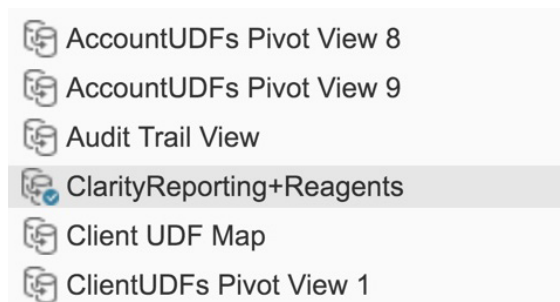 AccountUDFs Pivot View 8
AccountUDFs Pivot View 9
Audit Trail View
ClarityReporting+Reagents
Client UDF Map
ClientUDFs Pivot View 1